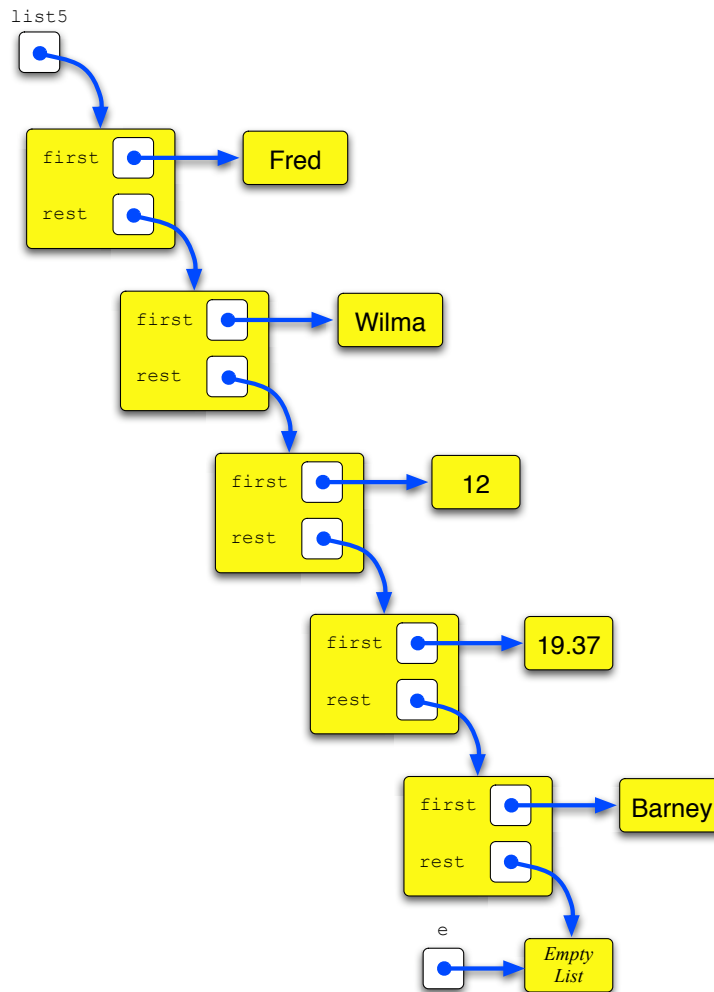 list5
first
Fred
rest
first
Wilma
rest
first
12
rest
first
19.37
rest
first
Barney
rest
e
Empty
List